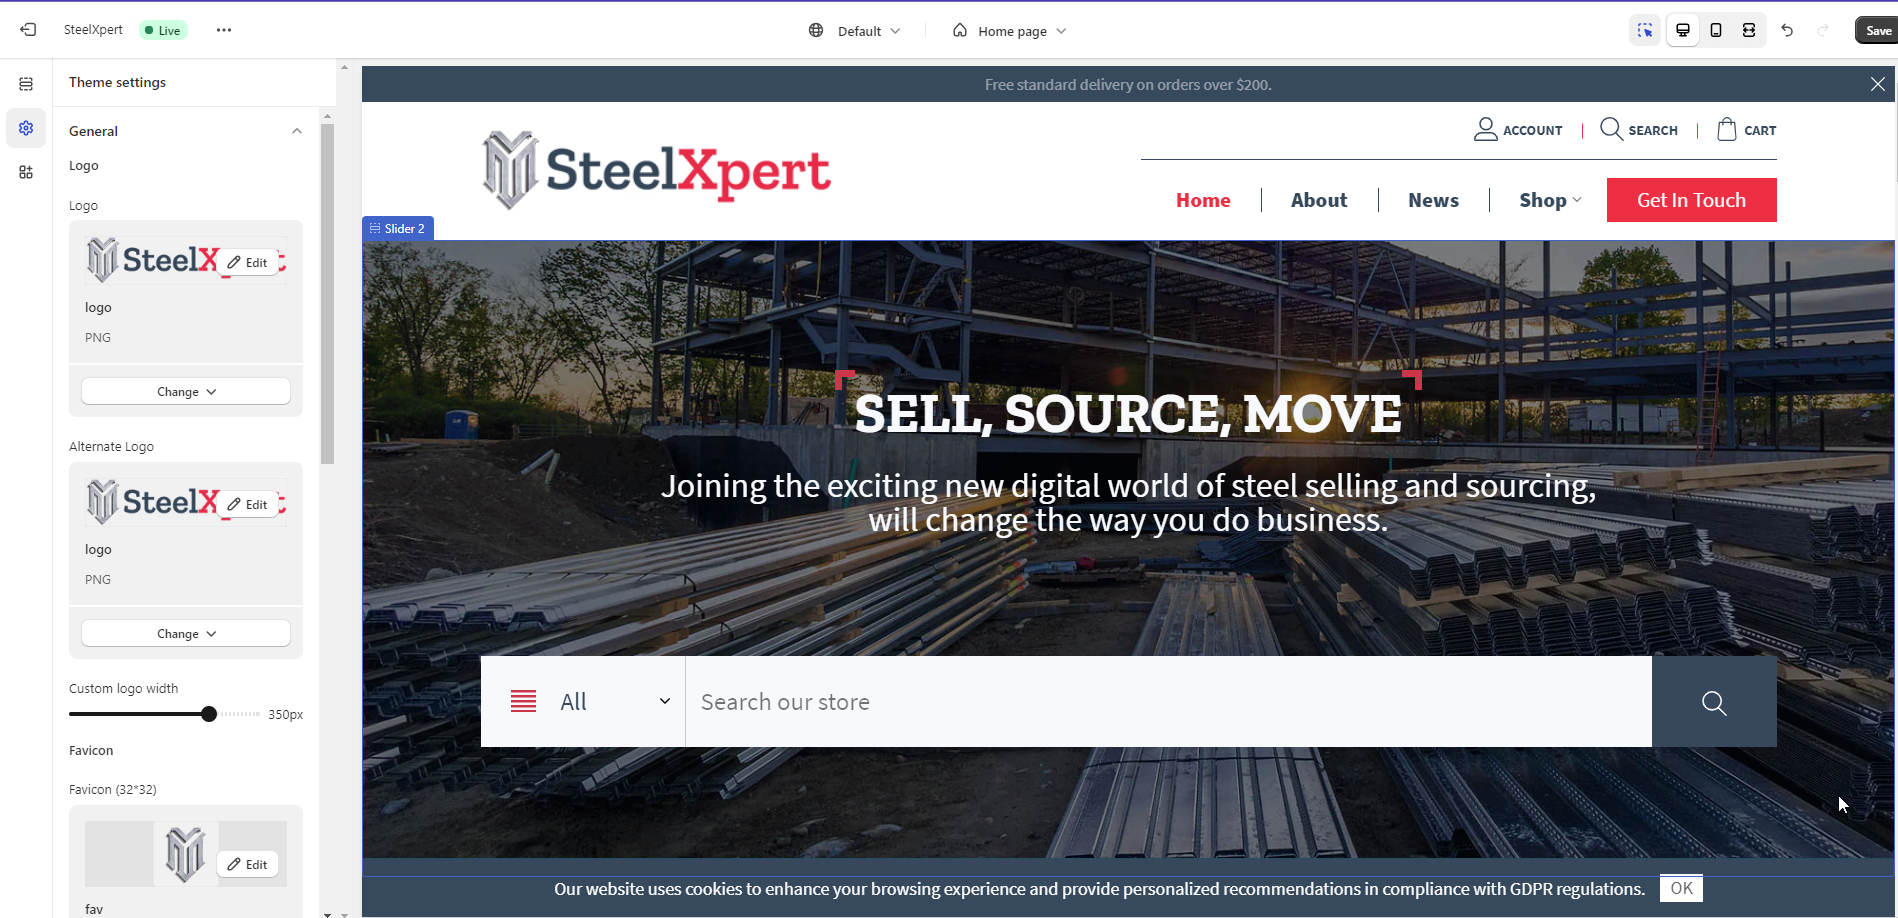 SteelXpert
Live
Default
Home page
Save
Theme settings
General
Logo
Logo
SteelX
Edit
logo
PNG
Change
Alternate Logo
SteelX
Edit
logo
PNG
Change
Custom logo width
350px
Favicon
Favicon (32*32)
Edit
fav
Free standard delivery on orders over $200.
SteelXpert
ACCOUNT
SEARCH
CART
Home
About
News
Shop
Get In Touch
Slider 2
SELL, SOURCE, MOVE
Joining the exciting new digital world of steel selling and sourcing,
will change the way you do business.
All
Search our store
Our website uses cookies to enhance your browsing experience and provide personalized recommendations in compliance with GDPR regulations.
OK